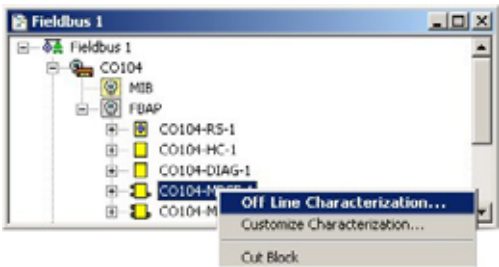 Fieldbus 1
Fieldbus 1
CO104
MIB
FBAP
CO104-RS-1
CO104-HC-1
CO104-DIAG-1
Off Line Characterization...
Customize Characterization...
Cut Block